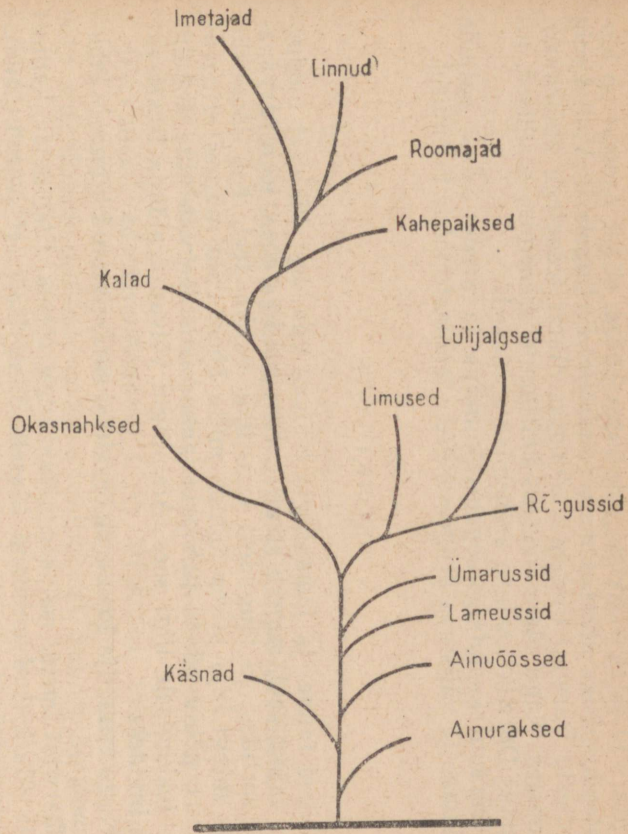 Imetajad
Linnud
Roomajad
Kahepaiksed
Kalad
Lülijalgsed
Limused
Okasnahksed
Ümarussid
Lameussid
Ainuõõssed
Käsnad
Ainuraksed